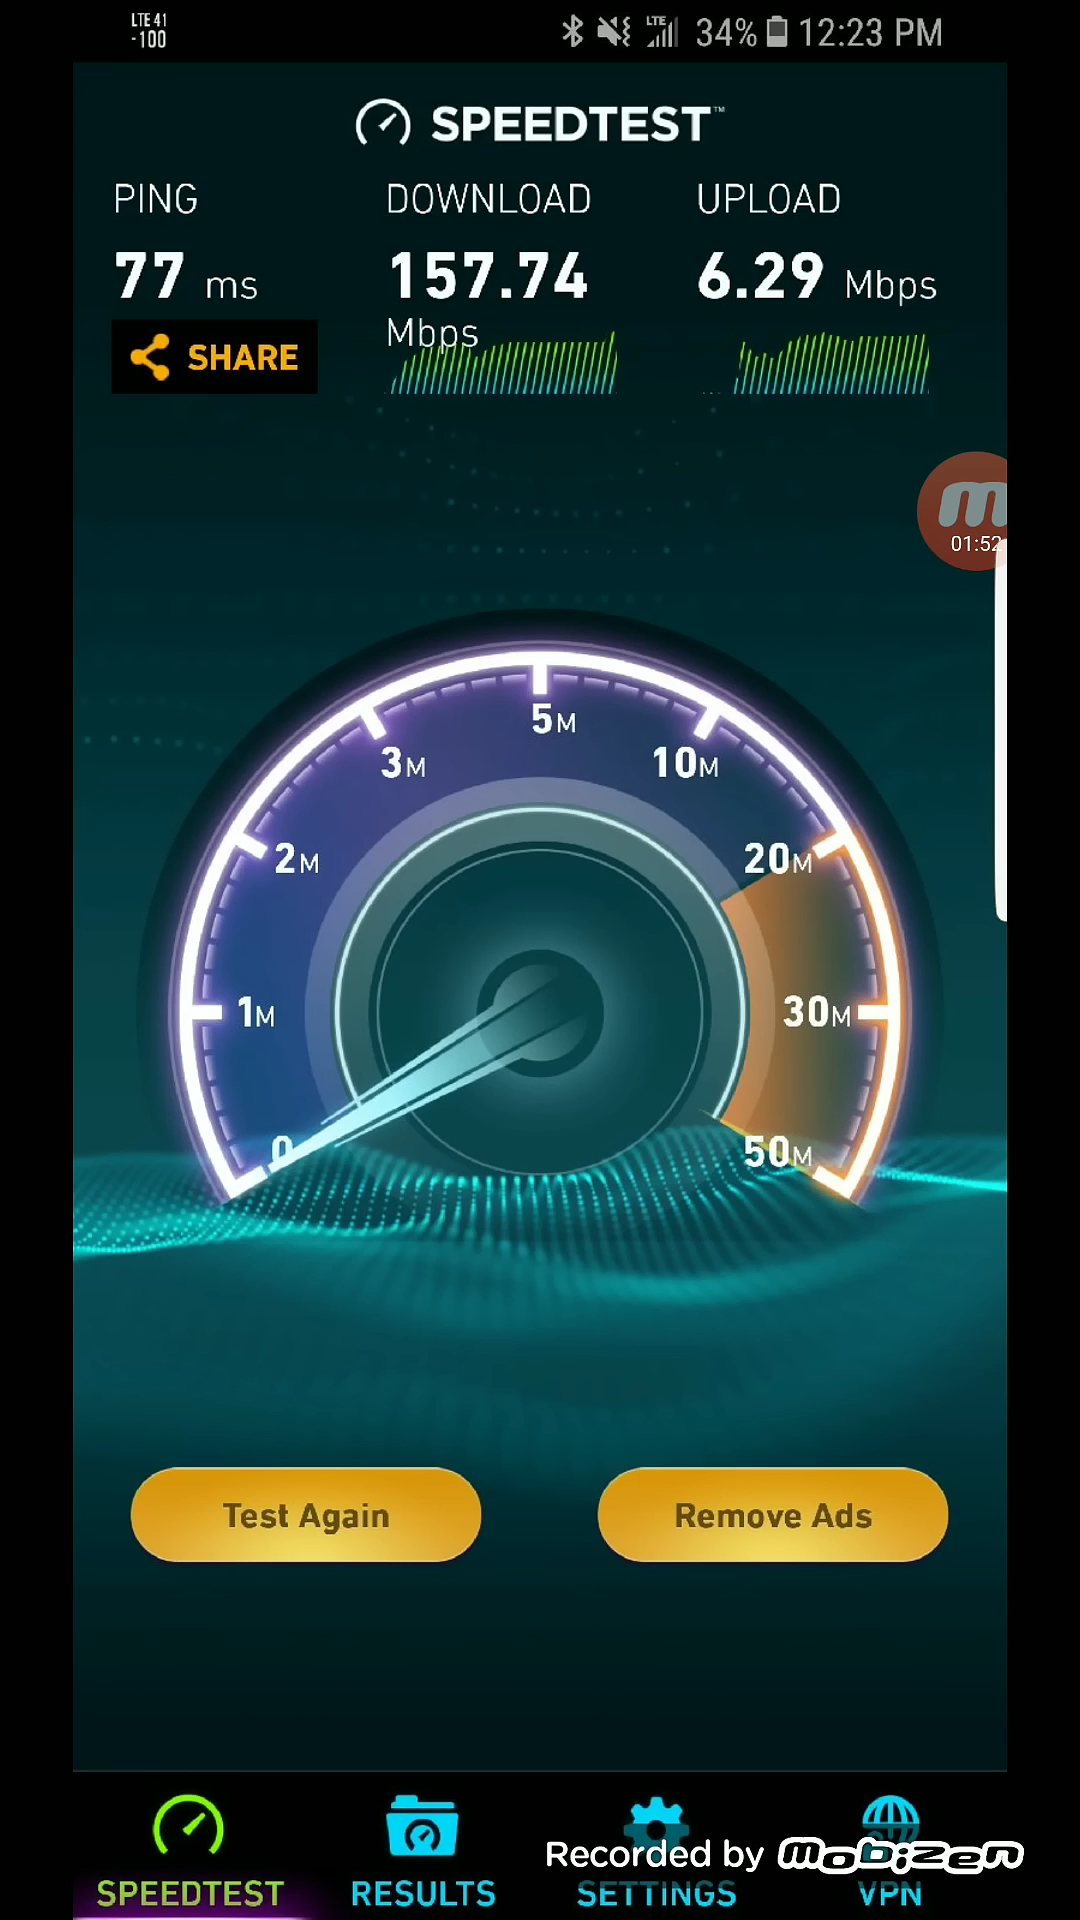 LTE 41
-100
LTE
34%
12:23 PM
SPEEDTEST™
PING
DOWNLOAD
UPLOAD
77 ms
157.74
Mbps
6.29 Mbps
SHARE
m
01:52
5M
3M
10M
2M
20M
1M
30M
0
50M
Test Again
Remove Ads
Recorded by mobizen
SPEEDTEST
RESULTS
SETTINGS
VPN